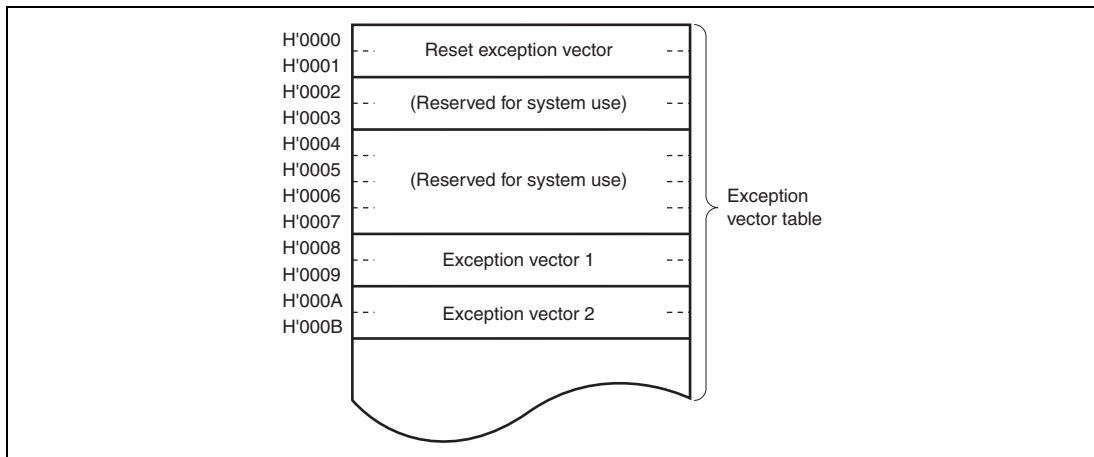 H'0000
Reset exception vector
H'0001
H'0002
(Reserved for system use)
H'0003
H'0004
H'0005
(Reserved for system use)
H'0006
H'0007
Exception
vector table
H'0008
Exception vector 1
H'0009
H'000A
Exception vector 2
H'000B